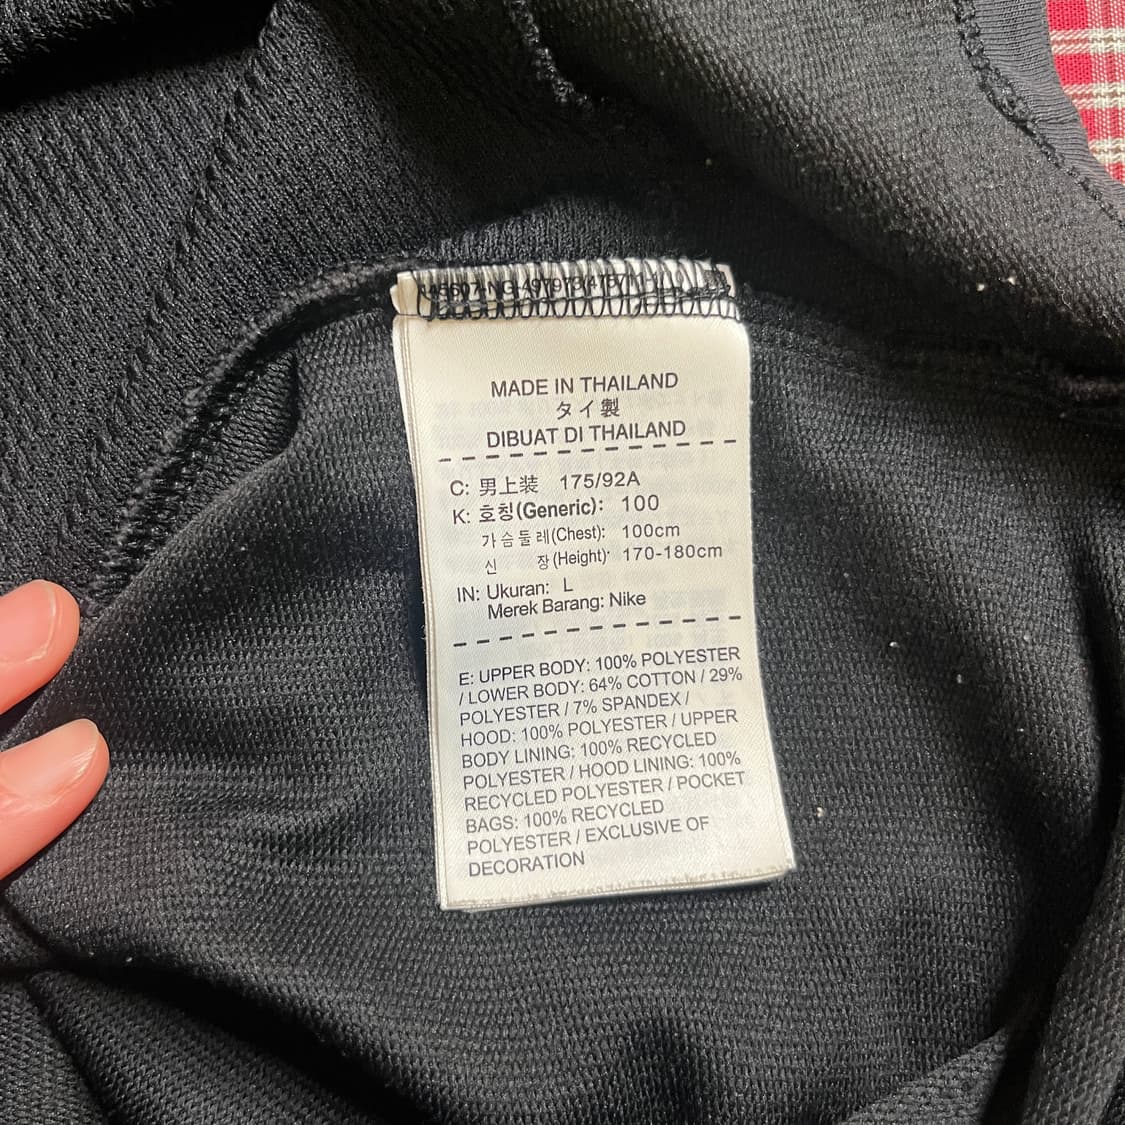 MADE IN THAILAND
タイ製
DIBUAT DI THAILAND
C: 男上装 175/92A
K: 호칭(Generic): 100
가슴둘레(Chest): 100cm
신 장(Height): 170-180cm
IN: Ukuran: L
Merek Barang: Nike
E: UPPER BODY: 100% POLYESTER
/ LOWER BODY: 64% COTTON / 29%
POLYESTER / 7% SPANDEX /
HOOD: 100% POLYESTER / UPPER
BODY LINING: 100% RECYCLED
POLYESTER / HOOD LINING: 100%
RECYCLED POLYESTER / POCKET
BAGS: 100% RECYCLED
POLYESTER / EXCLUSIVE OF
DECORATION